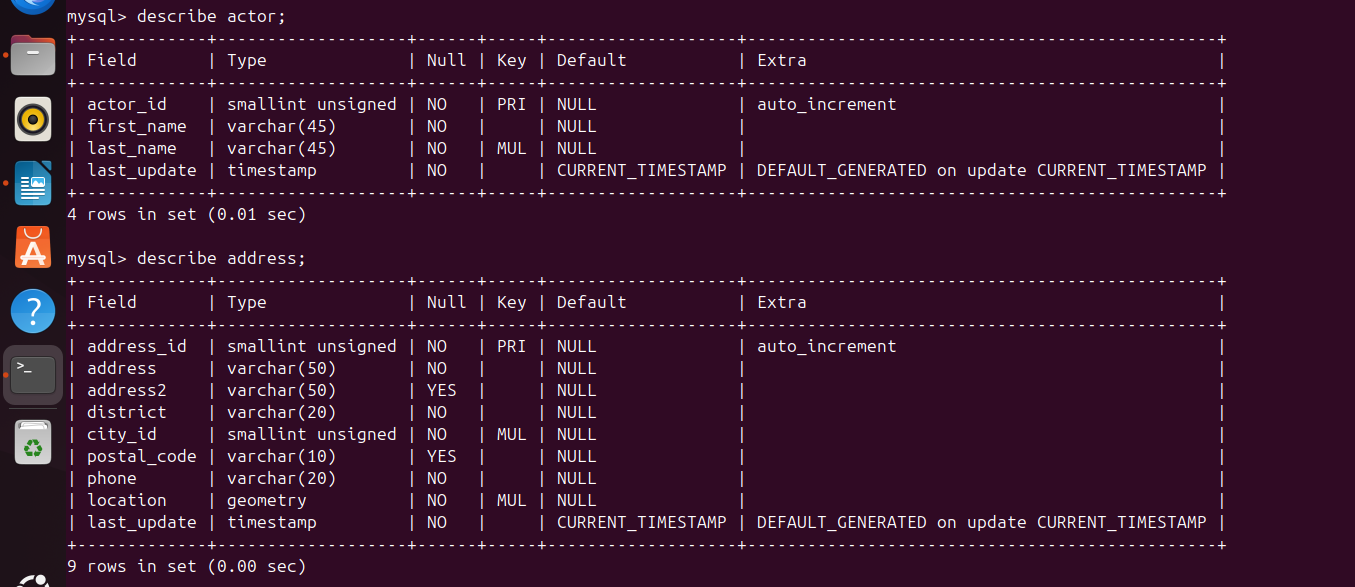 mysql> describe actor;
+-------------+-------------------+------+-----+-------------------+-----------------------------------------------+
| Field       | Type              | Null | Key | Default           | Extra                                         |
+-------------+-------------------+------+-----+-------------------+-----------------------------------------------+
| actor_id    | smallint unsigned | NO   | PRI | NULL              | auto_increment                                |
| first_name  | varchar(45)       | NO   |     | NULL              |                                               |
| last_name   | varchar(45)       | NO   | MUL | NULL              |                                               |
| last_update | timestamp         | NO   |     | CURRENT_TIMESTAMP | DEFAULT_GENERATED on update CURRENT_TIMESTAMP |
+-------------+-------------------+------+-----+-------------------+-----------------------------------------------+
4 rows in set (0.01 sec)

mysql> describe address;
+-------------+-------------------+------+-----+-------------------+-----------------------------------------------+
| Field       | Type              | Null | Key | Default           | Extra                                         |
+-------------+-------------------+------+-----+-------------------+-----------------------------------------------+
| address_id  | smallint unsigned | NO   | PRI | NULL              | auto_increment                                |
| address     | varchar(50)       | NO   |     | NULL              |                                               |
| address2    | varchar(50)       | YES  |     | NULL              |                                               |
| district    | varchar(20)       | NO   |     | NULL              |                                               |
| city_id     | smallint unsigned | NO   | MUL | NULL              |                                               |
| postal_code | varchar(10)       | YES  |     | NULL              |                                               |
| phone       | varchar(20)       | NO   |     | NULL              |                                               |
| location    | geometry          | NO   | MUL | NULL              |                                               |
| last_update | timestamp         | NO   |     | CURRENT_TIMESTAMP | DEFAULT_GENERATED on update CURRENT_TIMESTAMP |
+-------------+-------------------+------+-----+-------------------+-----------------------------------------------+
9 rows in set (0.00 sec)